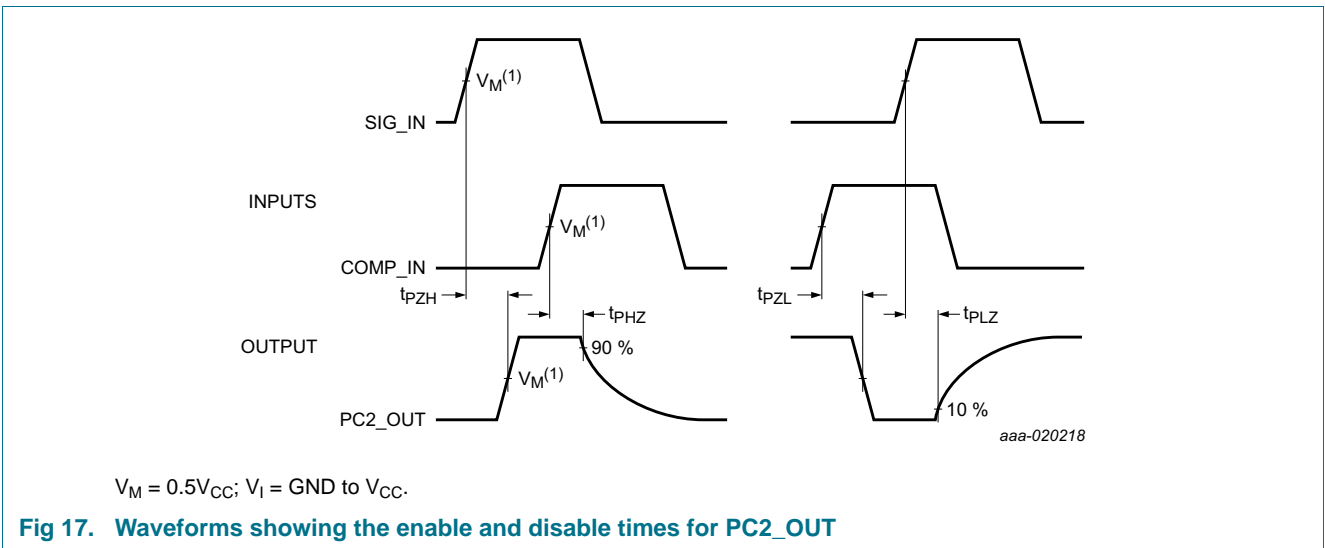 V_M(1)
SIG_IN
INPUTS
V_M(1)
COMP_IN
t_PZH
t_PZL
t_PHZ
t_PLZ
OUTPUT
90 %
V_M(1)
10 %
PC2_OUT
aaa-020218
V_M = 0.5V_CC; V_I = GND to V_CC.
Fig 17. Waveforms showing the enable and disable times for PC2_OUT